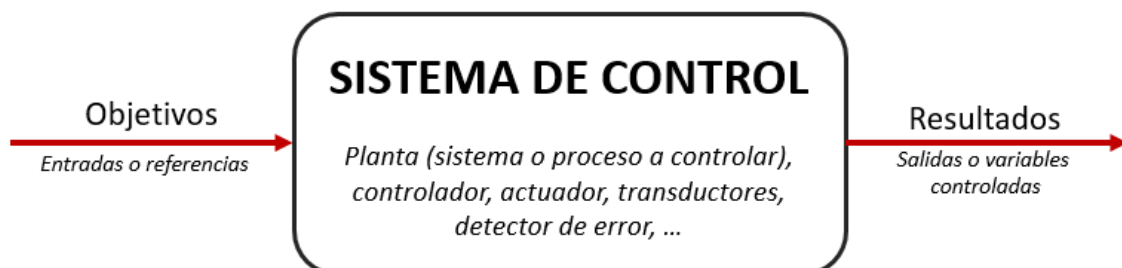 Objetivos
Entradas o referencias
SISTEMA DE CONTROL
Planta (sistema o proceso a controlar),
controlador, actuador, transductores,
detector de error, ...
Resultados
Salidas o variables
controladas